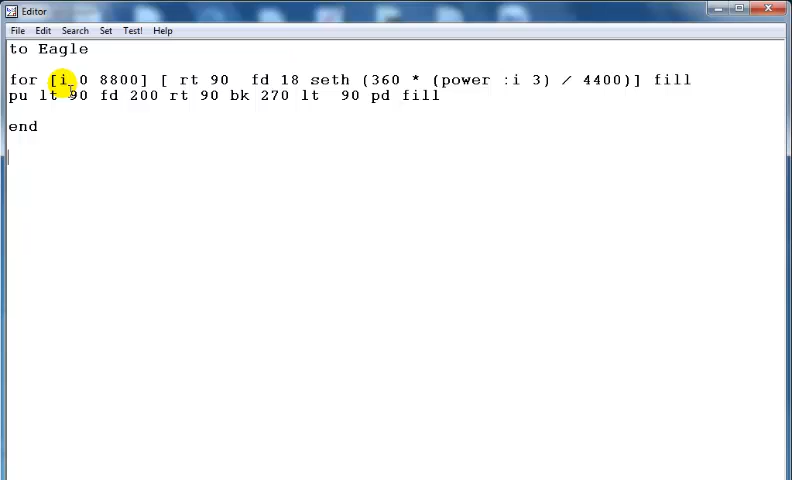 Editor
File Edit Search Set Test! Help
to Eagle
for [i 0 8800] [ rt 90  fd 18 seth (360 * (power :i 3) / 4400)] fill
pu lt 90 fd 200 rt 90 bk 270 lt  90 pd fill
end